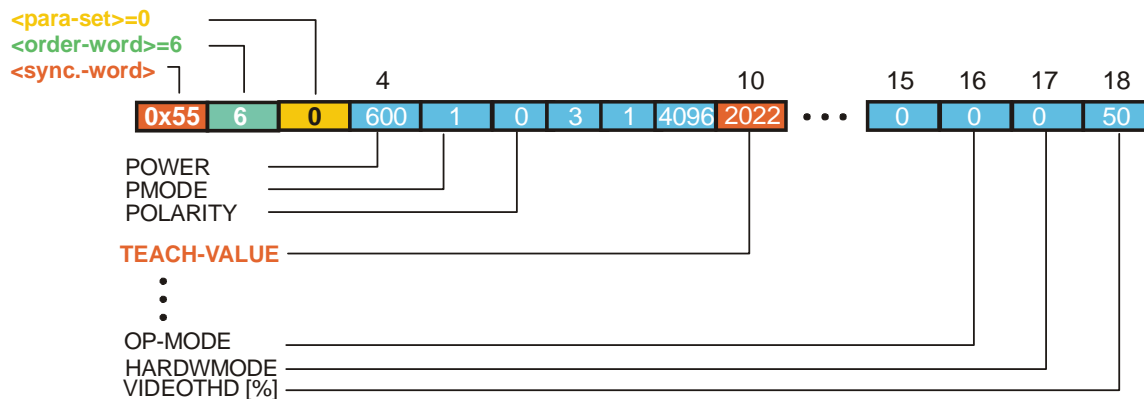 <para-set>=0
<order-word>=6
<sync.-word>
4 10 15 16 17 18
0x55 6 0 600 1 0 3 1 4096 2022 • • • 0 0 0 50
POWER
PMODE
POLARITY
TEACH-VALUE
OP-MODE
HARDWMODE
VIDEOTHD [%]